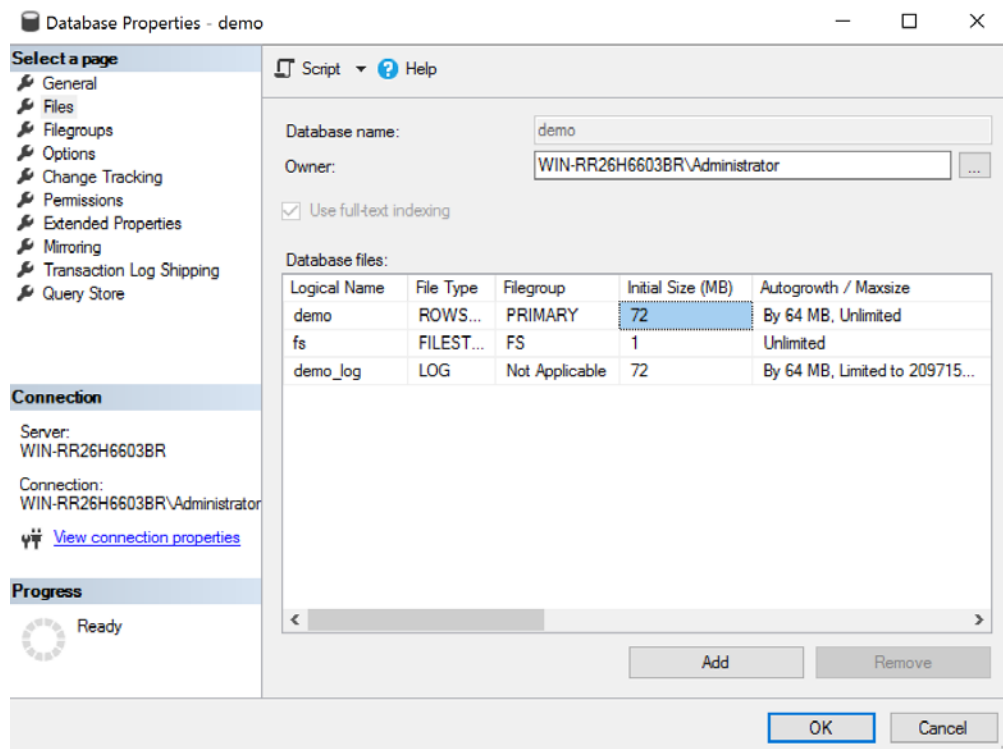 Database Properties - demo
Select a page
General
Files
Filegroups
Options
Change Tracking
Permissions
Extended Properties
Mirroring
Transaction Log Shipping
Query Store
Connection
Server:
WIN-RR26H6603BR
Connection:
WIN-RR26H6603BR\Administrator
View connection properties
Progress
Ready
Script Help
Database name: demo
Owner: WIN-RR26H6603BR\Administrator ...
Use full-text indexing
Database files:
Logical Name File Type Filegroup Initial Size (MB) Autogrowth / Maxsize
demo ROWS... PRIMARY 72 By 64 MB, Unlimited
fs FILEST... FS 1 Unlimited
demo_log LOG Not Applicable 72 By 64 MB, Limited to 209715...
Add Remove
OK Cancel